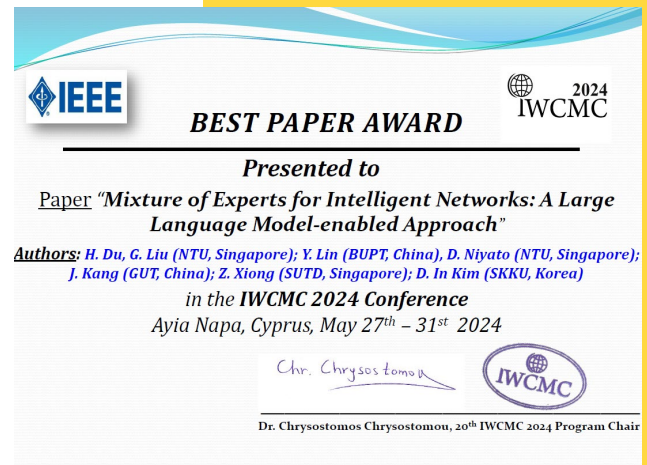 IEEE
2024
IWCMC
BEST PAPER AWARD
Presented to
Paper “Mixture of Experts for Intelligent Networks: A Large
Language Model-enabled Approach”
Authors: H. Du, G. Liu (NTU, Singapore); Y. Lin (BUPT, China), D. Niyato (NTU, Singapore);
J. Kang (GUT, China); Z. Xiong (SUTD, Singapore); D. In Kim (SKKU, Korea)
in the IWCMC 2024 Conference
Ayia Napa, Cyprus, May 27th – 31st 2024
Chr. Chrysostomou
IWCMC
Dr. Chrysostomos Chrysostomou, 20th IWCMC 2024 Program Chair